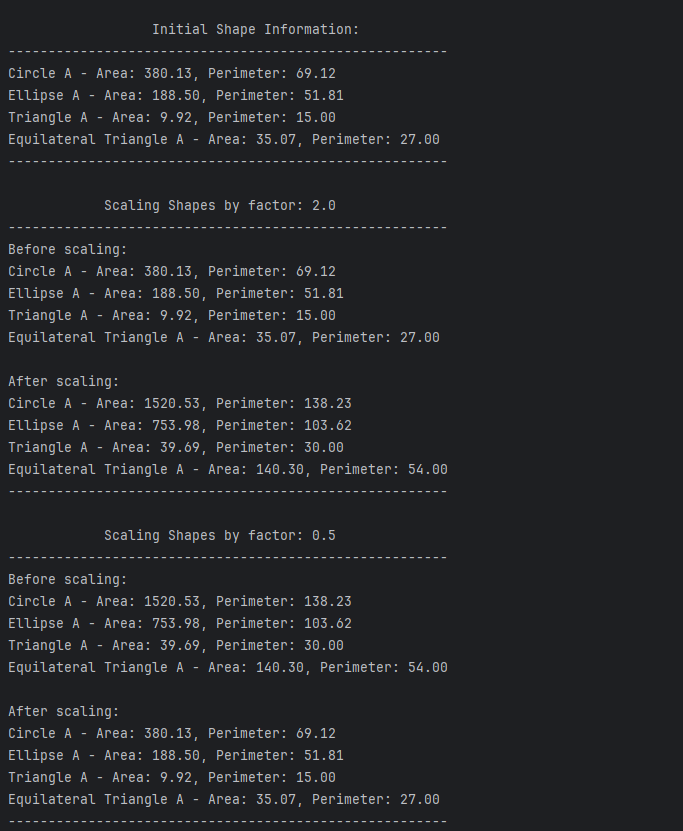 Initial Shape Information:
-------------------------------------------------------
Circle A - Area: 380.13, Perimeter: 69.12
Ellipse A - Area: 188.50, Perimeter: 51.81
Triangle A - Area: 9.92, Perimeter: 15.00
Equilateral Triangle A - Area: 35.07, Perimeter: 27.00
-------------------------------------------------------
Scaling Shapes by factor: 2.0
-------------------------------------------------------
Before scaling:
Circle A - Area: 380.13, Perimeter: 69.12
Ellipse A - Area: 188.50, Perimeter: 51.81
Triangle A - Area: 9.92, Perimeter: 15.00
Equilateral Triangle A - Area: 35.07, Perimeter: 27.00
After scaling:
Circle A - Area: 1520.53, Perimeter: 138.23
Ellipse A - Area: 753.98, Perimeter: 103.62
Triangle A - Area: 39.69, Perimeter: 30.00
Equilateral Triangle A - Area: 140.30, Perimeter: 54.00
-------------------------------------------------------
Scaling Shapes by factor: 0.5
-------------------------------------------------------
Before scaling:
Circle A - Area: 1520.53, Perimeter: 138.23
Ellipse A - Area: 753.98, Perimeter: 103.62
Triangle A - Area: 39.69, Perimeter: 30.00
Equilateral Triangle A - Area: 140.30, Perimeter: 54.00
After scaling:
Circle A - Area: 380.13, Perimeter: 69.12
Ellipse A - Area: 188.50, Perimeter: 51.81
Triangle A - Area: 9.92, Perimeter: 15.00
Equilateral Triangle A - Area: 35.07, Perimeter: 27.00
-------------------------------------------------------